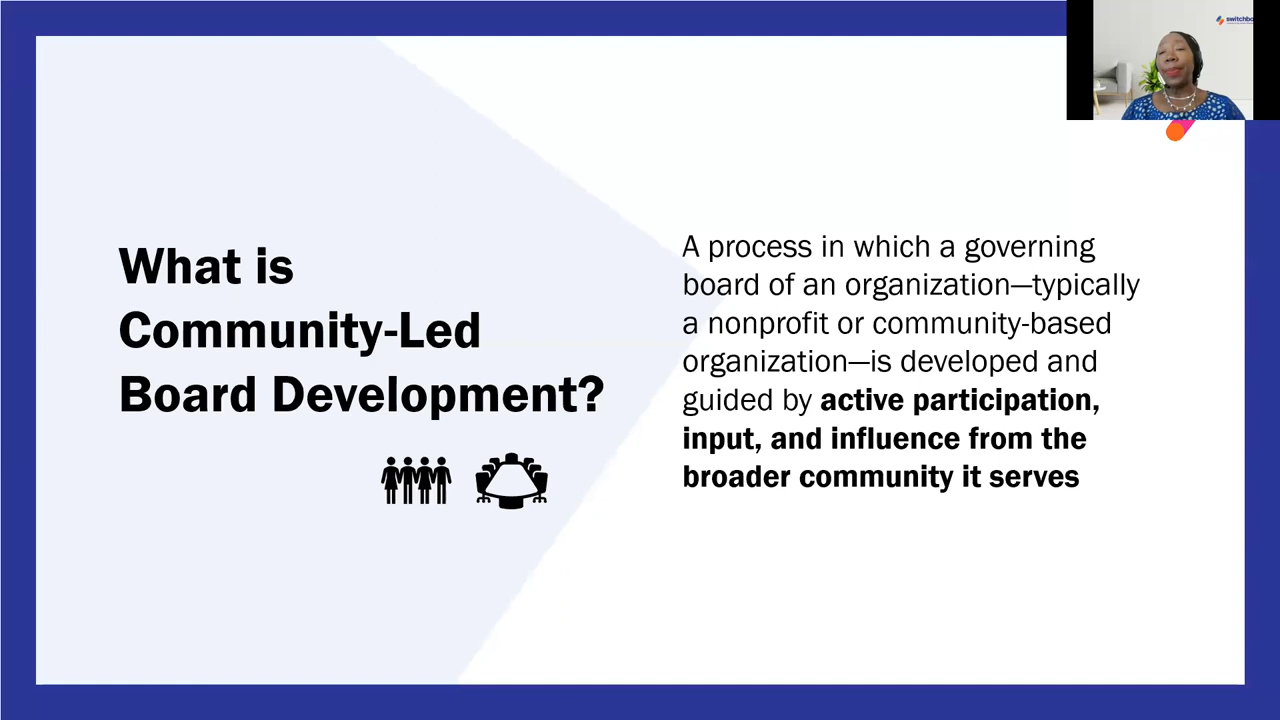 What is
Community-Led
Board Development?
A process in which a governing
board of an organization—typically
a nonprofit or community-based
organization—is developed and
guided by active participation,
input, and influence from the
broader community it serves